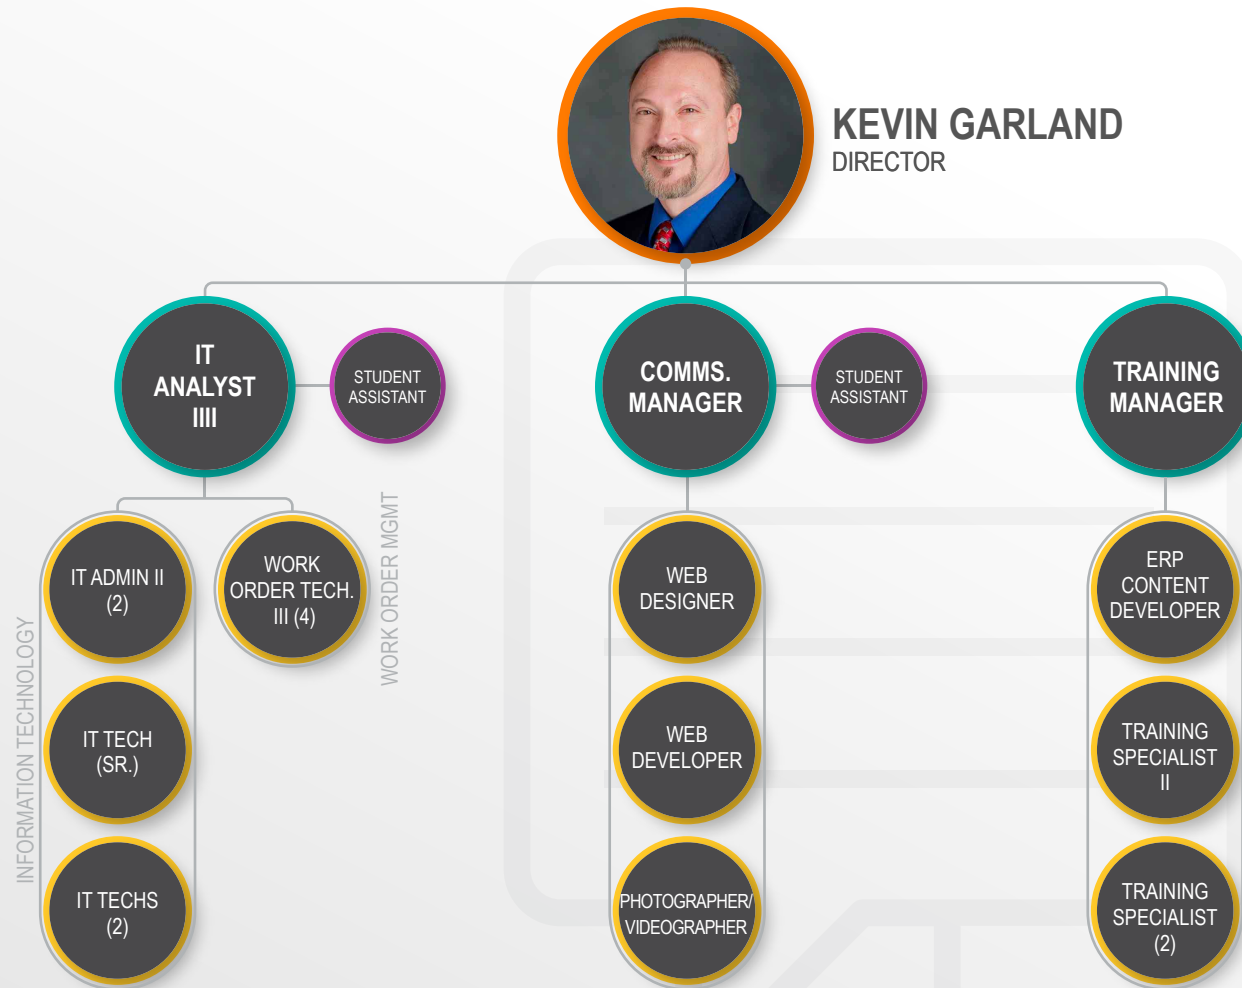 KEVIN GARLAND
DIRECTOR
IT
ANALYST
IIII
STUDENT
ASSISTANT
COMMS.
MANAGER
STUDENT
ASSISTANT
TRAINING
MANAGER
INFORMATION TECHNOLOGY
IT ADMIN II
(2)
IT TECH
(SR.)
IT TECHS
(2)
WORK
ORDER TECH.
III (4)
WORK ORDER MGMT
WEB
DESIGNER
WEB
DEVELOPER
PHOTOGRAPHER/
VIDEOGRAPHER
ERP
CONTENT
DEVELOPER
TRAINING
SPECIALIST
II
TRAINING
SPECIALIST
(2)